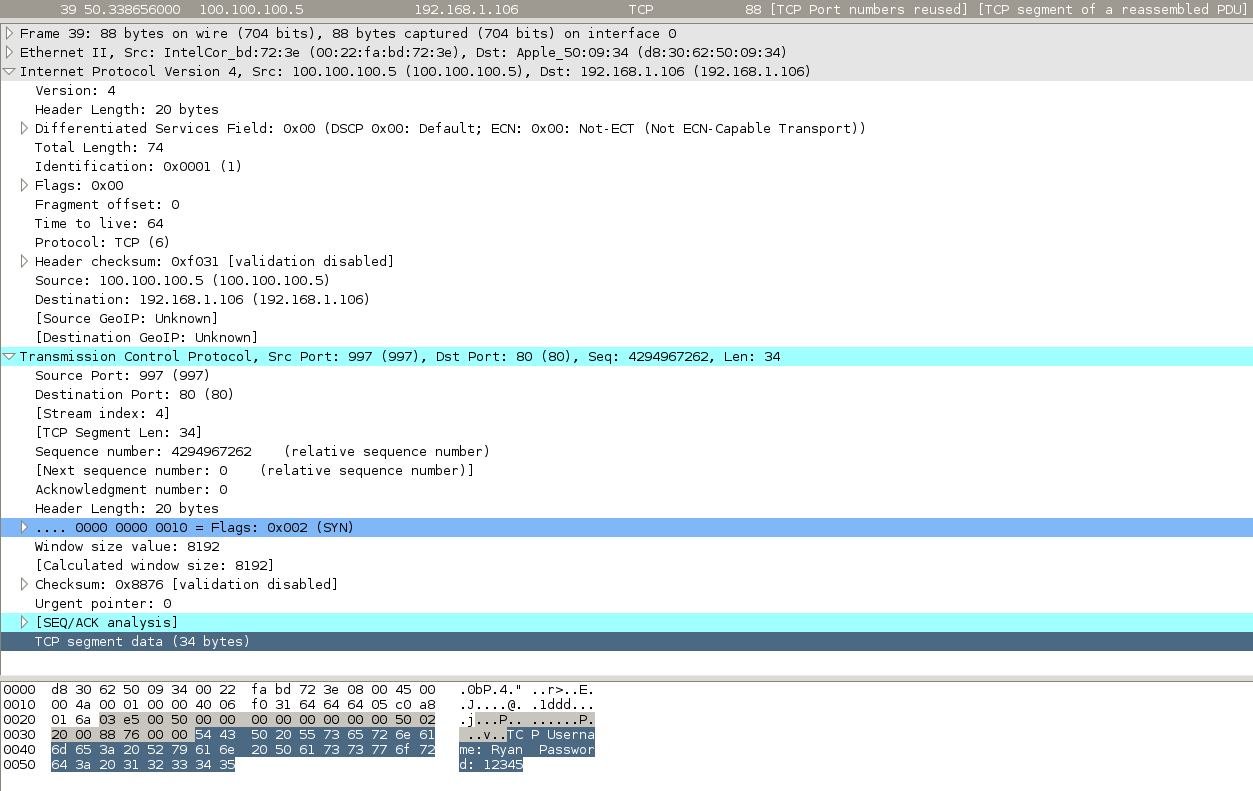 39 50.338656000 100.100.100.5 192.168.1.106 TCP 88 [TCP Port numbers reused] [TCP segment of a reassembled PDU]
Frame 39: 88 bytes on wire (704 bits), 88 bytes captured (704 bits) on interface 0
Ethernet II, Src: IntelCor_bd:72:3e (00:22:fa:bd:72:3e), Dst: Apple_50:09:34 (d8:30:62:50:09:34)
Internet Protocol Version 4, Src: 100.100.100.5 (100.100.100.5), Dst: 192.168.1.106 (192.168.1.106)
Version: 4
Header Length: 20 bytes
Differentiated Services Field: 0x00 (DSCP 0x00: Default; ECN: 0x00: Not-ECT (Not ECN-Capable Transport))
Total Length: 74
Identification: 0x0001 (1)
Flags: 0x00
Fragment offset: 0
Time to live: 64
Protocol: TCP (6)
Header checksum: 0xf031 [validation disabled]
Source: 100.100.100.5 (100.100.100.5)
Destination: 192.168.1.106 (192.168.1.106)
[Source GeoIP: Unknown]
[Destination GeoIP: Unknown]
Transmission Control Protocol, Src Port: 997 (997), Dst Port: 80 (80), Seq: 4294967262, Len: 34
Source Port: 997 (997)
Destination Port: 80 (80)
[Stream index: 4]
[TCP Segment Len: 34]
Sequence number: 4294967262    (relative sequence number)
[Next sequence number: 0    (relative sequence number)]
Acknowledgment number: 0
Header Length: 20 bytes
.... 0000 0000 0010 = Flags: 0x002 (SYN)
Window size value: 8192
[Calculated window size: 8192]
Checksum: 0x8876 [validation disabled]
Urgent pointer: 0
[SEQ/ACK analysis]
TCP segment data (34 bytes)
0000  d8 30 62 50 09 34 00 22  fa bd 72 3e 08 00 45 00   .0bP.4." ..r>..E.
0010  00 4a 00 01 00 00 40 06  f0 31 64 64 64 05 c0 a8   .J....@. .1ddd...
0020  01 6a 03 e5 00 50 00 00  00 00 00 00 00 00 50 02   .j...P.. ......P.
0030  20 00 88 76 00 00 54 43  50 20 55 73 65 72 6e 61    ..v..TC P Userna
0040  6d 65 3a 20 52 79 61 6e  20 50 61 73 73 77 6f 72   me: Ryan  Passwor
0050  64 3a 20 31 32 33 34 35                            d: 12345